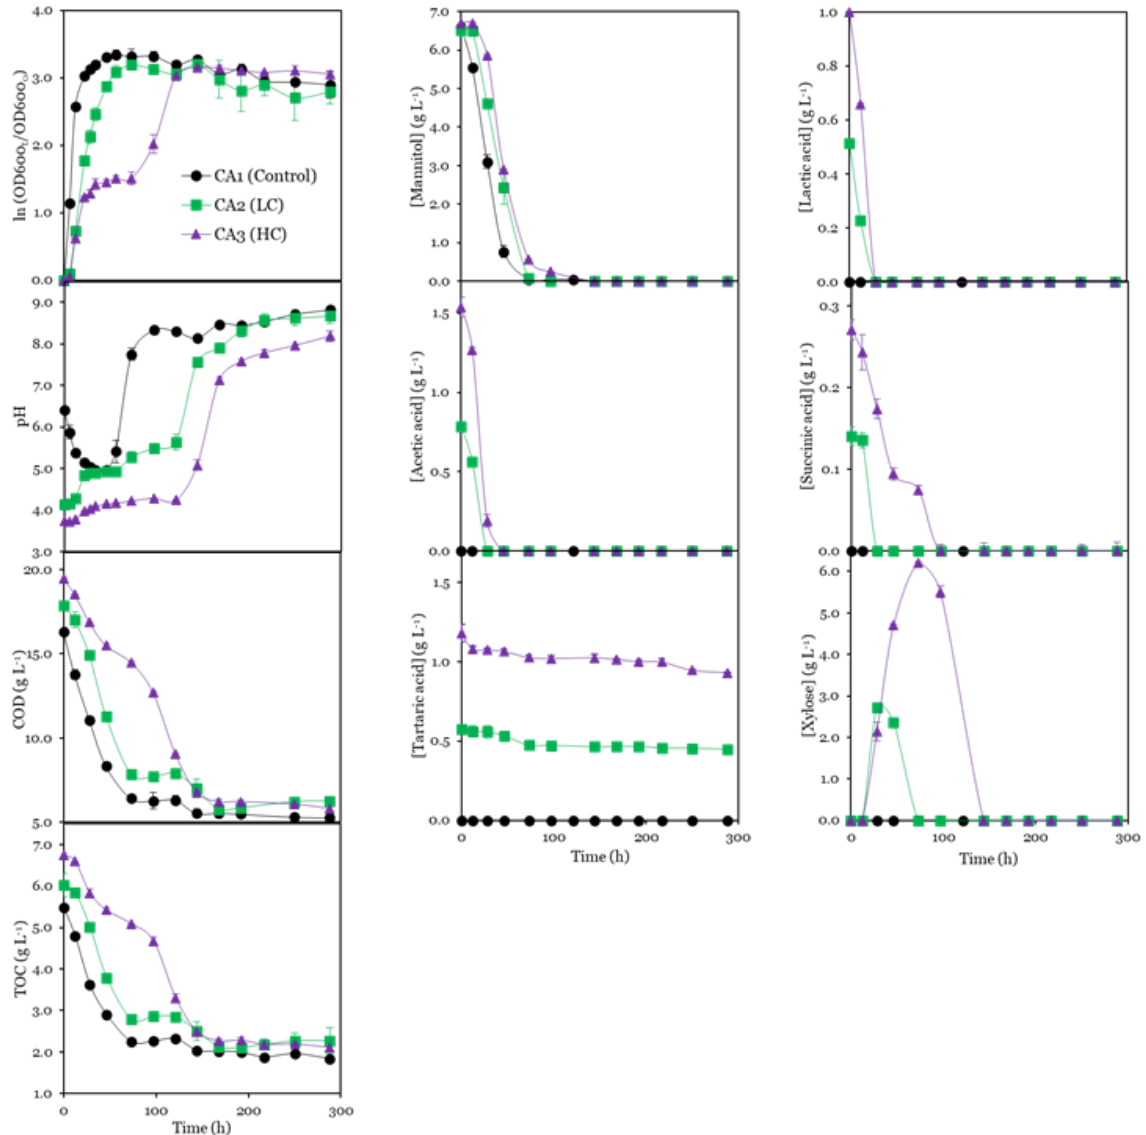 4.0
3.0
2.0
1.0
0.0
ln (OD600t/OD6000)
CA1 (Control)
CA2 (LC)
CA3 (HC)
9.0
8.0
7.0
6.0
5.0
4.0
3.0
pH
20.0
15.0
10.0
5.0
COD (g L-1)
7.0
6.0
5.0
4.0
3.0
2.0
1.0
TOC (g L-1)
0 100 200 300
Time (h)
7.0
6.0
5.0
4.0
3.0
2.0
1.0
0.0
[Mannitol] (g L-1)
1.5
1.0
0.5
0.0
[Acetic acid] (g L-1)
1.5
1.0
0.5
0.0
[Tartaric acid] (g L-1)
0 100 200 300
Time (h)
1.0
0.8
0.6
0.4
0.2
0.0
[Lactic acid] (g L-1)
0.3
0.2
0.1
0.0
[Succinic acid] (g L-1)
6.0
5.0
4.0
3.0
2.0
1.0
0.0
[Xylose] (g L-1)
0 100 200 300
Time (h)